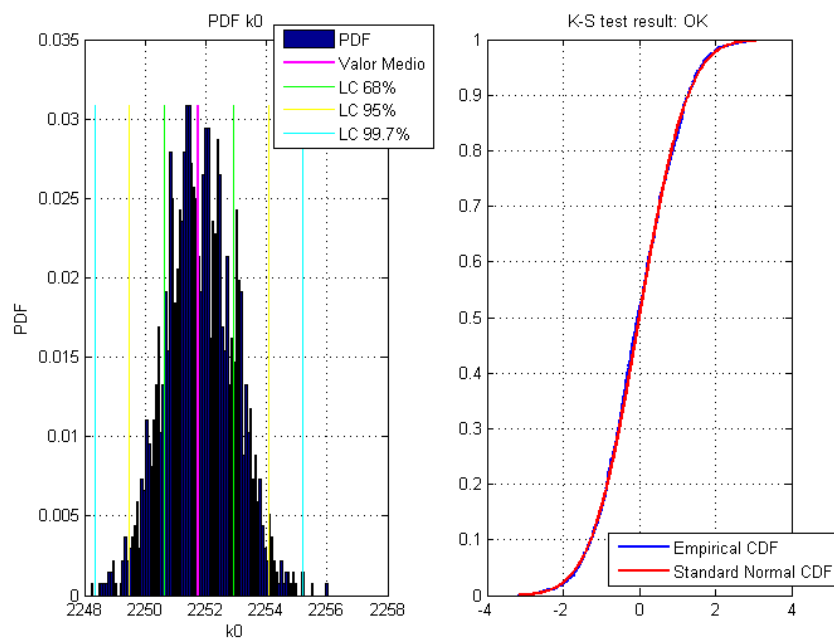 PDF k0
K-S test result: OK
PDF
Valor Medio
LC 68%
LC 95%
LC 99.7%
0.035
0.03
0.025
0.02
0.015
0.01
0.005
0
PDF
2248 2250 2252 2254 2256 2258
k0
1
0.9
0.8
0.7
0.6
0.5
0.4
0.3
0.2
0.1
0
-4 -2 0 2 4
Empirical CDF
Standard Normal CDF